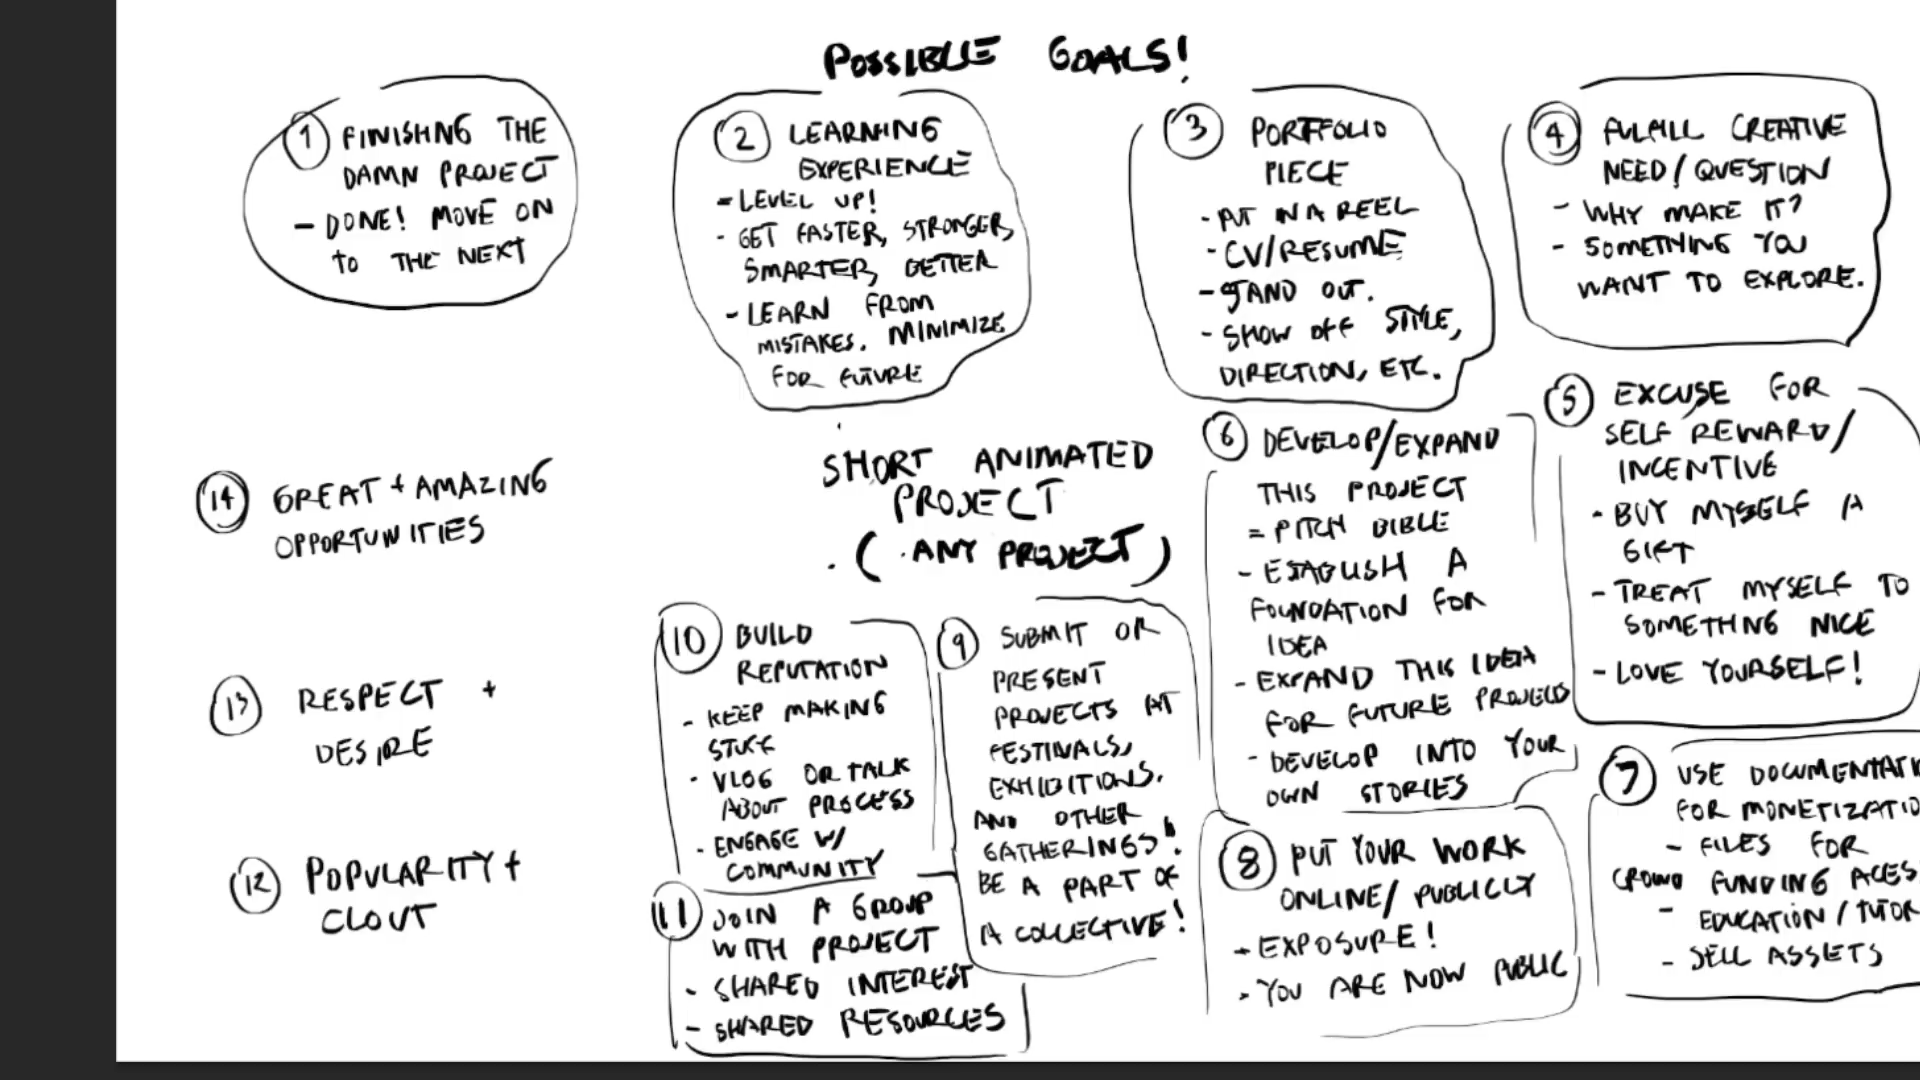 POSSIBLE GOALS!
1 FINISHNG THE
DAMN PROJECT
- DONE! MOVE ON
TO THE NEXT
2 LEARNING
EXPERIENCE
- LEVEL UP!
- GET FASTER, STRONGER,
SMARTER, BETTER
- LEARN FROM
MISTAKES. MINIMIZE
FOR FUTURE
3 PORTFOLIO
PIECE
- PUT IN A REEL
- CV/RESUME
- STAND OUT.
- SHOW OFF STYLE,
DIRECTION, ETC.
4 FULFILL CREATIVE
NEED/QUESTION
- WHY MAKE IT?
- SOMETHING YOU
WANT TO EXPLORE.
5 EXCUSE FOR
SELF REWARD/
INCENTIVE
- BUY MYSELF A
GIFT
- TREAT MYSELF TO
SOMETHING NICE
- LOVE YOURSELF!
SHORT ANIMATED
PROJECT
(ANY PROJECT)
6 DEVELOP/EXPAND
THIS PROJECT
= PITCH BIBLE
- ESTABLISH A
FOUNDATION FOR
IDEA
- EXPAND THIS IDEA
FOR FUTURE PROJECTS
- DEVELOP INTO YOUR
OWN STORIES
7 USE DOCUMENTATI
FOR MONETIZATIO
- FILES FOR
CROWD FUNDING ACCES
- EDUCATION/TUTOR
- SELL ASSETS
8 PUT YOUR WORK
ONLINE/PUBLICLY
- EXPOSURE!
- YOU ARE NOW PUBLIC
9 SUBMIT OR
PRESENT
PROJECTS AT
FESTIVALS,
EXHIBITIONS.
AND OTHER
GATHERINGS!
BE A PART OF
A COLLECTIVE!
10 BUILD
REPUTATION
- KEEP MAKING
STUFF
- VLOG OR TALK
ABOUT PROCESS
- ENGAGE W/
COMMUNITY
11 JOIN A GROUP
WITH PROJECT
- SHARED INTEREST
- SHARED RESOURCES
12 POPULARITY +
CLOUT
13 RESPECT +
DESIRE
14 GREAT + AMAZING
OPPORTUNITIES